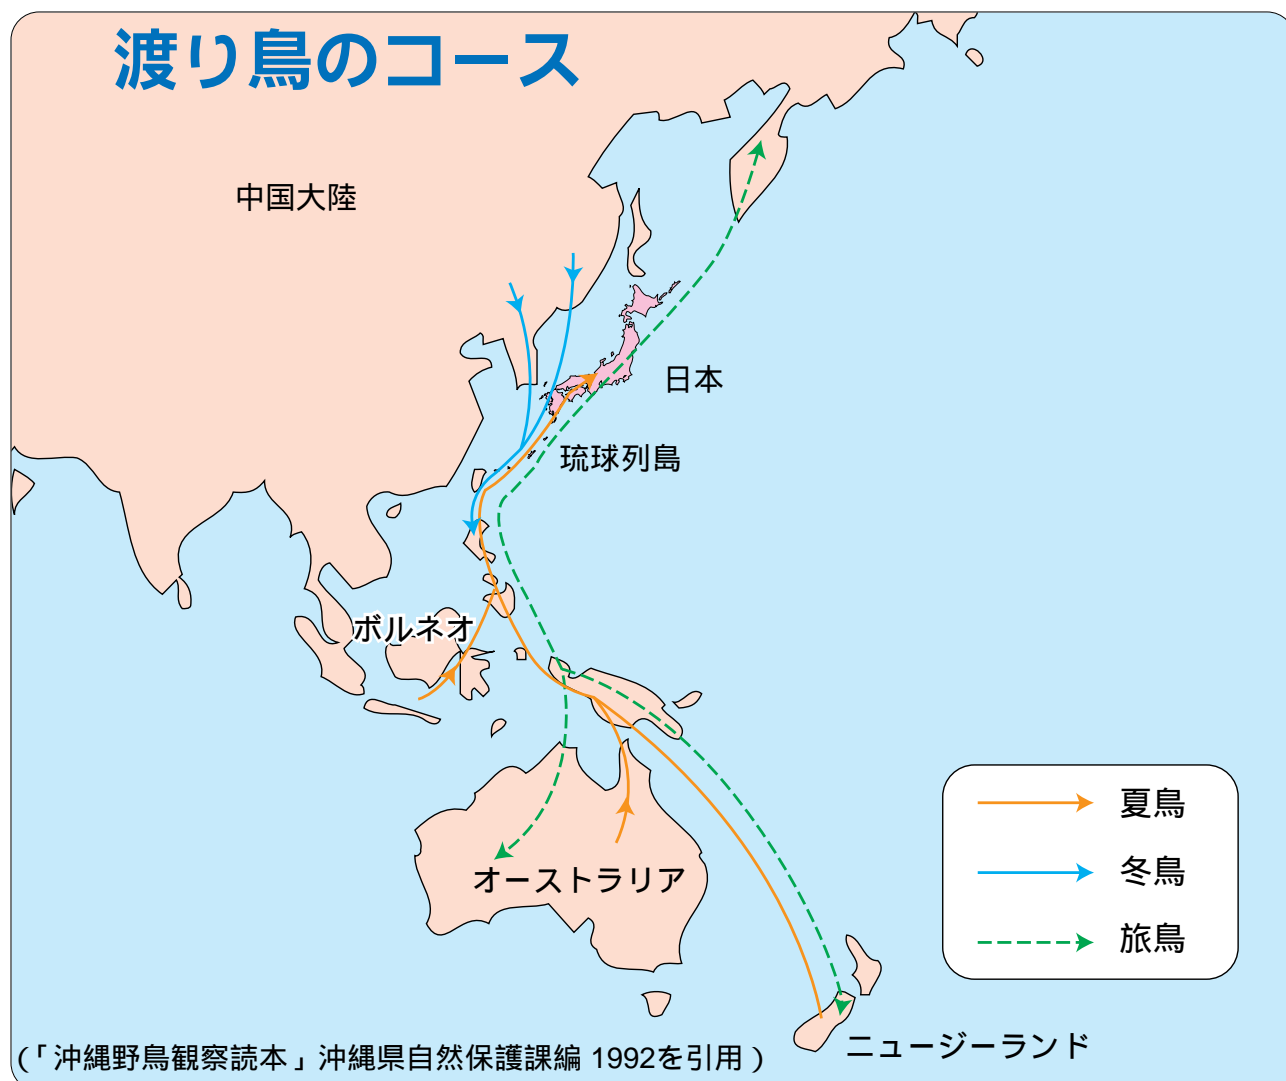 渡り鳥のコース
中国大陸
日本
琉球列島
ボルネオ
オーストラリア
夏鳥
冬鳥
旅鳥
ニュージーランド
(「沖縄野鳥観察読本」沖縄県自然保護課編 1992を引用)